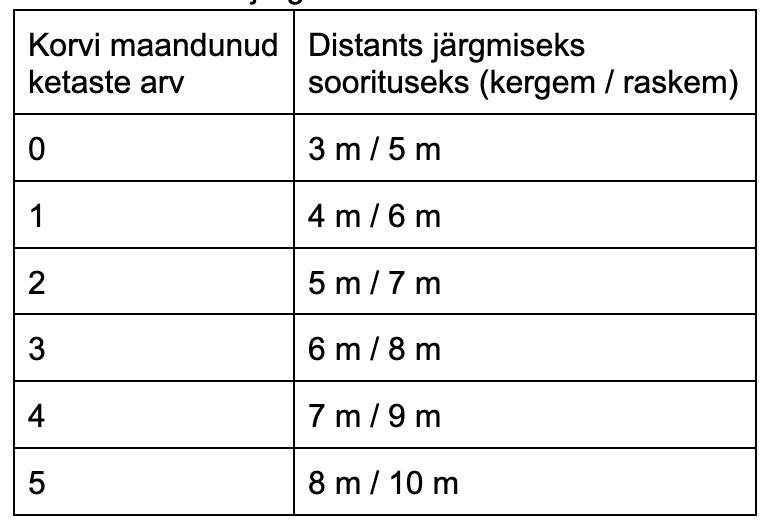 Korvi maandunud ketaste arv
Distants järgmiseks soorituseks (kergem / raskem)
0
3 m / 5 m
1
4 m / 6 m
2
5 m / 7 m
3
6 m / 8 m
4
7 m / 9 m
5
8 m / 10 m